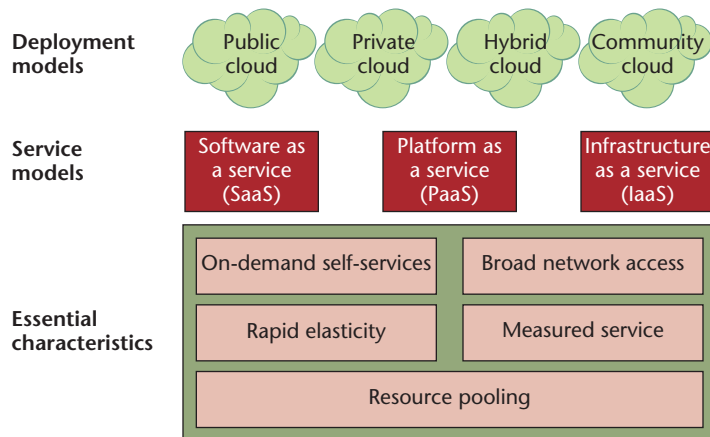 Deployment
models
Public
cloud
Private
cloud
Hybrid
cloud
Community
cloud
Service
models
Software as
a service
(SaaS)
Platform as
a service
(PaaS)
Infrastructure
as a service
(IaaS)
Essential
characteristics
On-demand self-services
Broad network access
Rapid elasticity
Measured service
Resource pooling